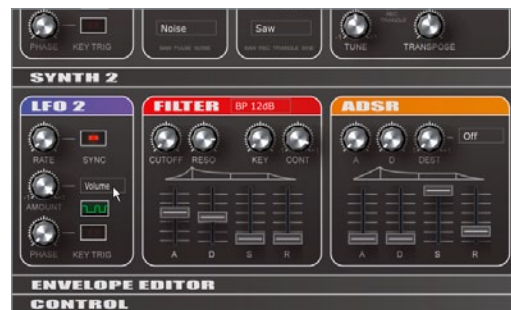 Noise
Saw
PHASE KEY TRIG
TUNE TRANSPOSE
SYNTH 2
LFO 2
FILTER BP 12dB
ADSR
Off
RATE SYNC
CUTOFF RESO KEY CONT
A D DEST
Volume
AMOUNT
PHASE KEY TRIG
A D S R
A D S R
ENVELOPE EDITOR
CONTROL